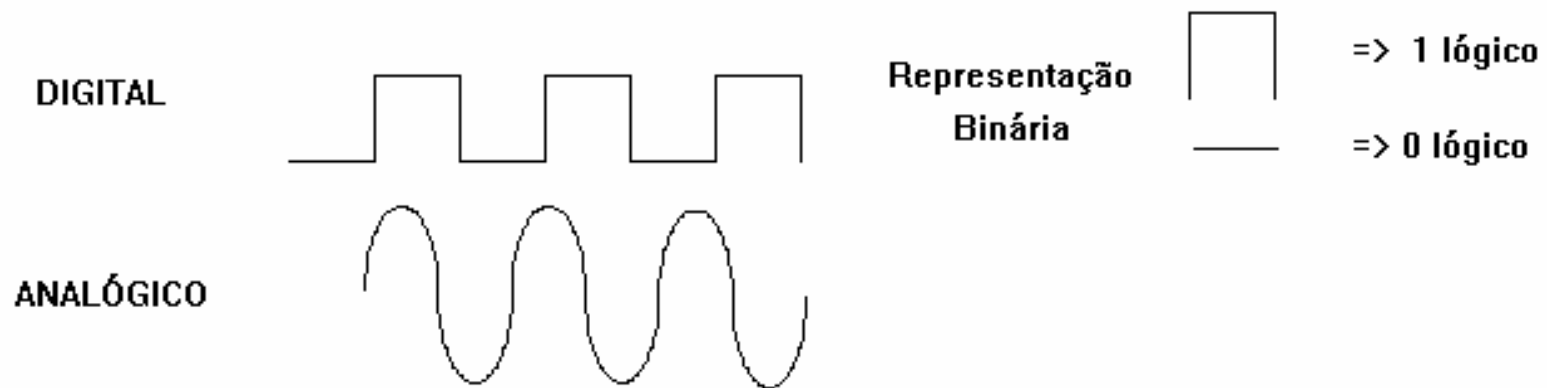 DIGITAL
Representação
Binária
=> 1 lógico
=> 0 lógico
ANALÓGICO